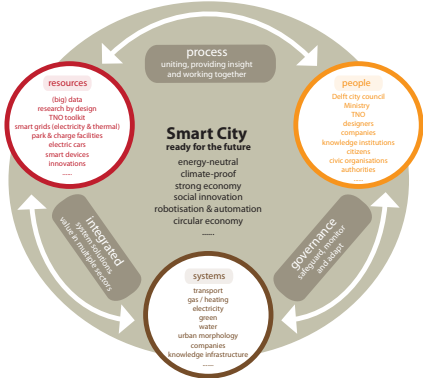 process
uniting, providing insight
and working together
resources
(big) data
research by design
TNO toolkit
smart grids (electricity & thermal)
park & charge facilities
electric cars
smart devices
innovations
......
people
Delft city council
Ministry
TNO
designers
companies
knowledge institutions
citizens
civic organisations
authorities
.....
Smart City
ready for the future
energy-neutral
climate-proof
strong economy
social innovation
robotisation & automation
circular economy
......
integrated
system solutions
value in multiple sectors
governance
safeguard, monitor
and adapt
systems
transport
gas / heating
electricity
green
water
urban morphology
companies
knowledge infrastructure
......